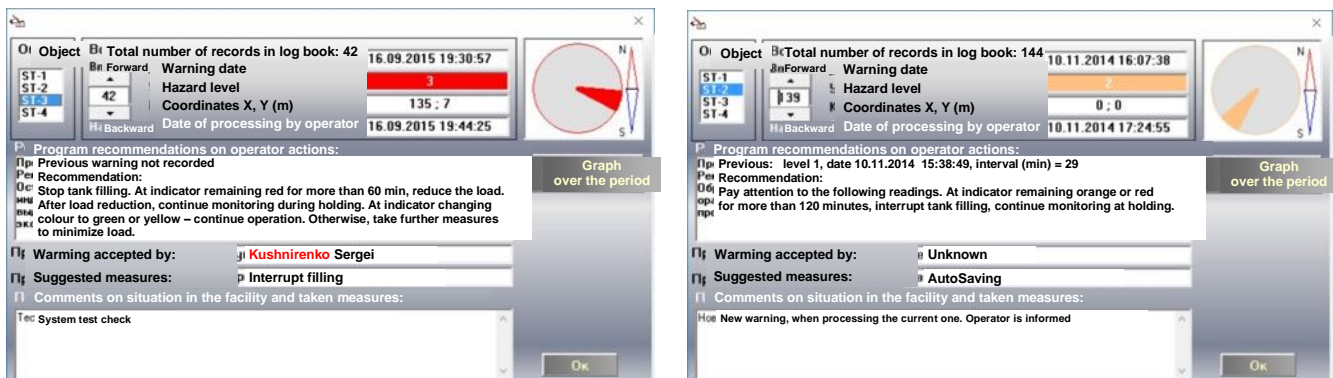 Object
Total number of records in log book: 42
Forward
Warning date
16.09.2015 19:30:57
ST-1
ST-2
ST-3
ST-4
42
Hazard level
3
Coordinates X, Y (m)
135 ; 7
Backward
Date of processing by operator
16.09.2015 19:44:25
N
S
Program recommendations on operator actions:
Previous warning not recorded
Recommendation:
Stop tank filling. At indicator remaining red for more than 60 min, reduce the load.
After load reduction, continue monitoring during holding. At indicator changing
colour to green or yellow – continue operation. Otherwise, take further measures
to minimize load.
Graph
over the period
Warming accepted by:
Kushnirenko Sergei
Suggested measures:
Interrupt filling
Comments on situation in the facility and taken measures:
System test check
Ок
Object
Total number of records in log book: 144
Forward
Warning date
10.11.2014 16:07:38
ST-1
ST-2
ST-3
ST-4
139
Hazard level
2
Coordinates X, Y (m)
0 ; 0
Backward
Date of processing by operator
10.11.2014 17:24:55
N
S
Program recommendations on operator actions:
Previous: level 1, date 10.11.2014 15:38:49, interval (min) = 29
Recommendation:
Pay attention to the following readings. At indicator remaining orange or red
for more than 120 minutes, interrupt tank filling, continue monitoring at holding.
Graph
over the period
Warming accepted by:
Unknown
Suggested measures:
AutoSaving
Comments on situation in the facility and taken measures:
New warning, when processing the current one. Operator is informed
Ок